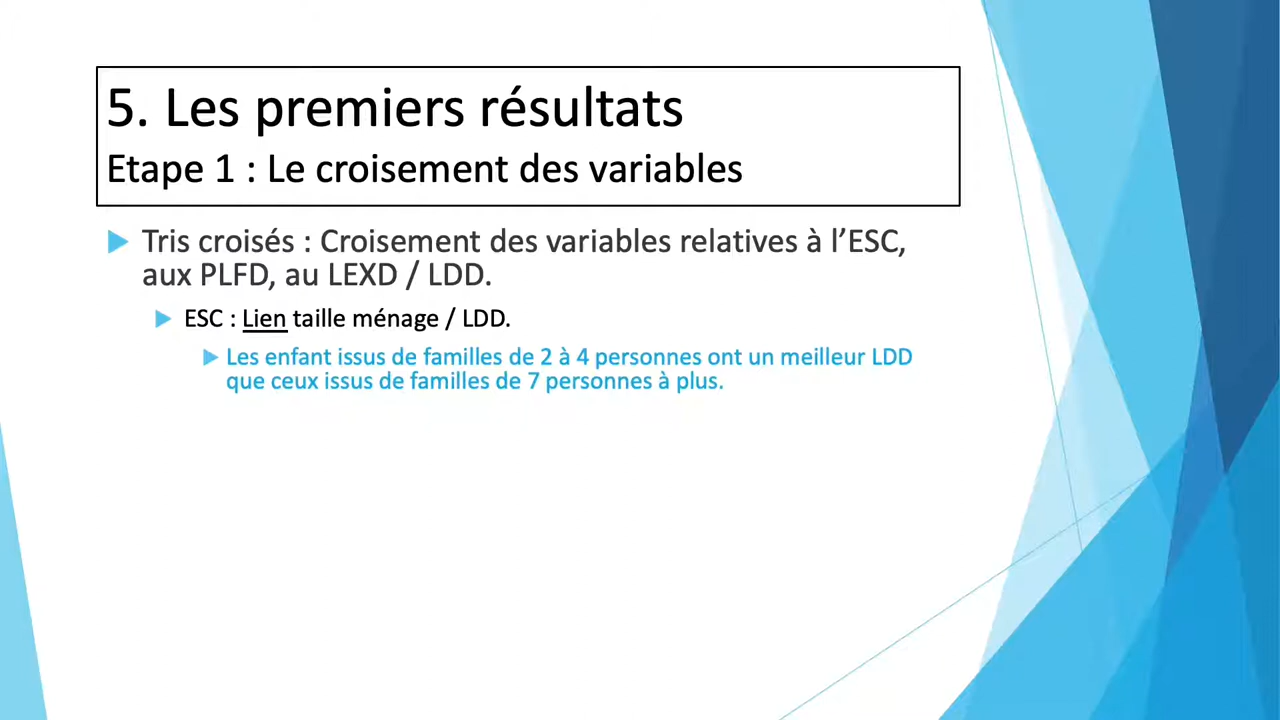 5. Les premiers résultats
Etape 1 : Le croisement des variables
Tris croisés : Croisement des variables relatives à l’ESC,
aux PLFD, au LEXD / LDD.
ESC : Lien taille ménage / LDD.
Les enfant issus de familles de 2 à 4 personnes ont un meilleur LDD
que ceux issus de familles de 7 personnes à plus.